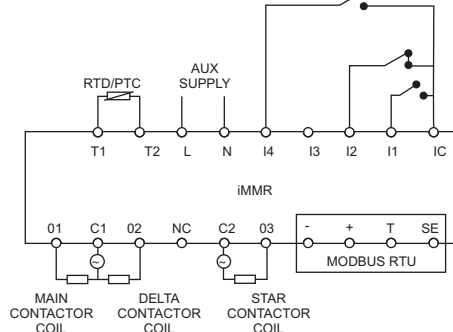 AUX
RTD/PTC SUPPLY
T1 T2 L N I4 I3 I2 I1 IC
iMMR
01 C1 02 NC C2 03 - + T SE
MODBUS RTU
MAIN DELTA STAR
CONTACTOR CONTACTOR CONTACTOR
COIL COIL COIL